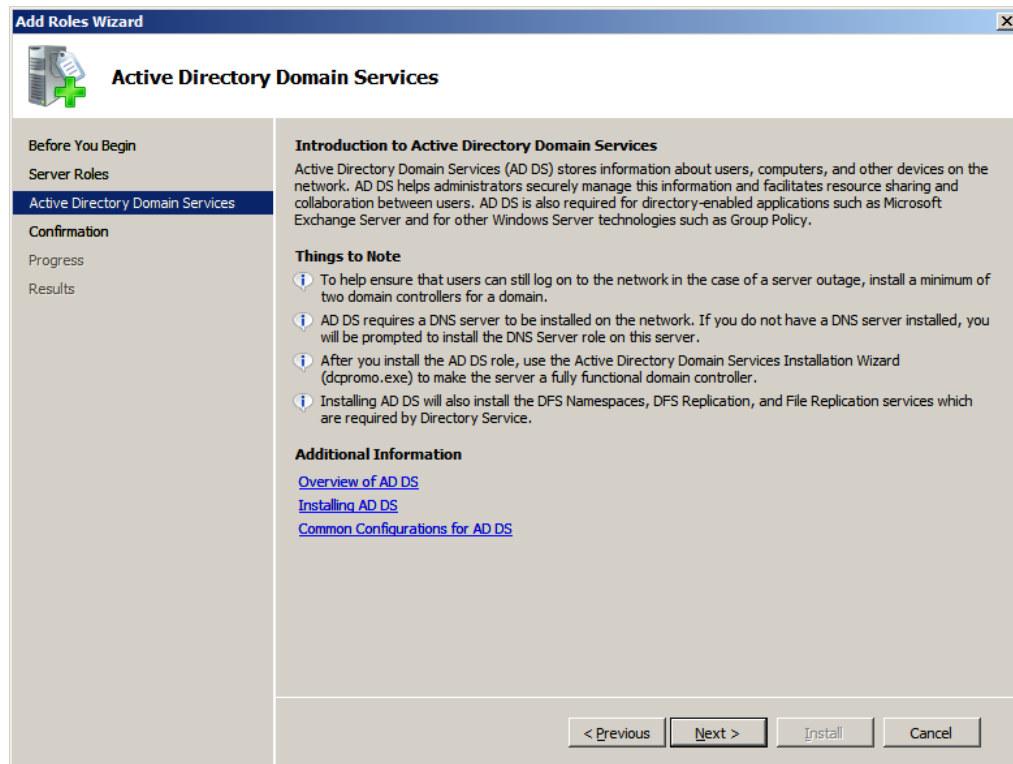 Add Roles Wizard
Active Directory Domain Services
Before You Begin
Server Roles
Active Directory Domain Services
Confirmation
Progress
Results
Introduction to Active Directory Domain Services
Active Directory Domain Services (AD DS) stores information about users, computers, and other devices on the
network. AD DS helps administrators securely manage this information and facilitates resource sharing and
collaboration between users. AD DS is also required for directory-enabled applications such as Microsoft
Exchange Server and for other Windows Server technologies such as Group Policy.
Things to Note
To help ensure that users can still log on to the network in the case of a server outage, install a minimum of
two domain controllers for a domain.
AD DS requires a DNS server to be installed on the network. If you do not have a DNS server installed, you
will be prompted to install the DNS Server role on this server.
After you install the AD DS role, use the Active Directory Domain Services Installation Wizard
(dcpromo.exe) to make the server a fully functional domain controller.
Installing AD DS will also install the DFS Namespaces, DFS Replication, and File Replication services which
are required by Directory Service.
Additional Information
Overview of AD DS
Installing AD DS
Common Configurations for AD DS
< Previous
Next >
Install
Cancel